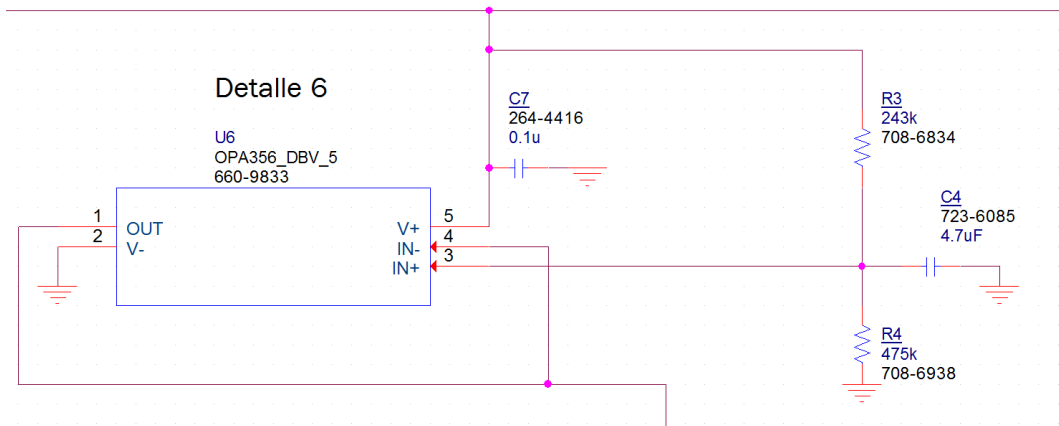 Detalle 6
U6
OPA356_DBV_5
660-9833
1
OUT
2
V-
V+
5
IN-
4
IN+
3
C7
264-4416
0.1u
R3
243k
708-6834
C4
723-6085
4.7uF
R4
475k
708-6938